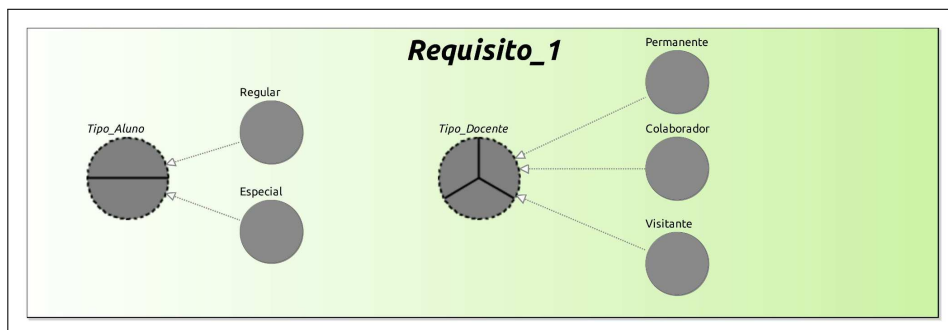 Requisito_1
Tipo_Aluno
Regular
Especial
Tipo_Docente
Permanente
Colaborador
Visitante